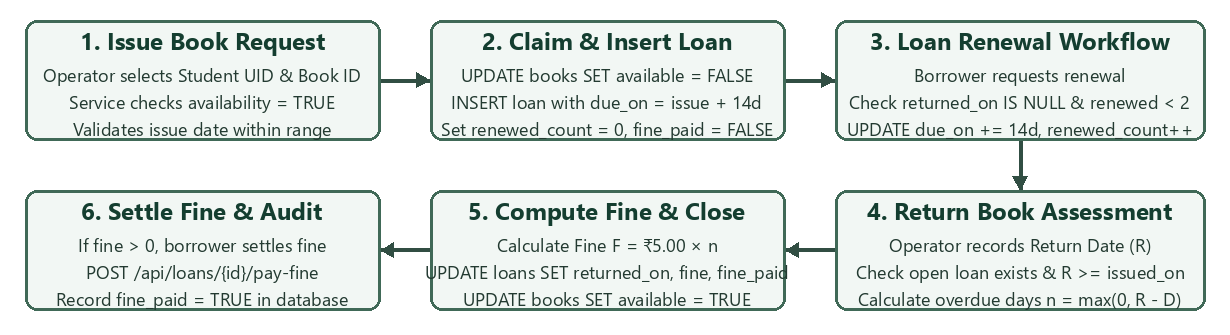 1. Issue Book Request
Operator selects Student UID & Book ID
Service checks availability = TRUE
Validates issue date within range
2. Claim & Insert Loan
UPDATE books SET available = FALSE
INSERT loan with due_on = issue + 14d
Set renewed_count = 0, fine_paid = FALSE
3. Loan Renewal Workflow
Borrower requests renewal
Check returned_on IS NULL & renewed < 2
UPDATE due_on += 14d, renewed_count++
4. Return Book Assessment
Operator records Return Date (R)
Check open loan exists & R >= issued_on
Calculate overdue days n = max(0, R - D)
5. Compute Fine & Close
Calculate Fine F = ₹5.00 × n
UPDATE loans SET returned_on, fine, fine_paid
UPDATE books SET available = TRUE
6. Settle Fine & Audit
If fine > 0, borrower settles fine
POST /api/loans/{id}/pay-fine
Record fine_paid = TRUE in database